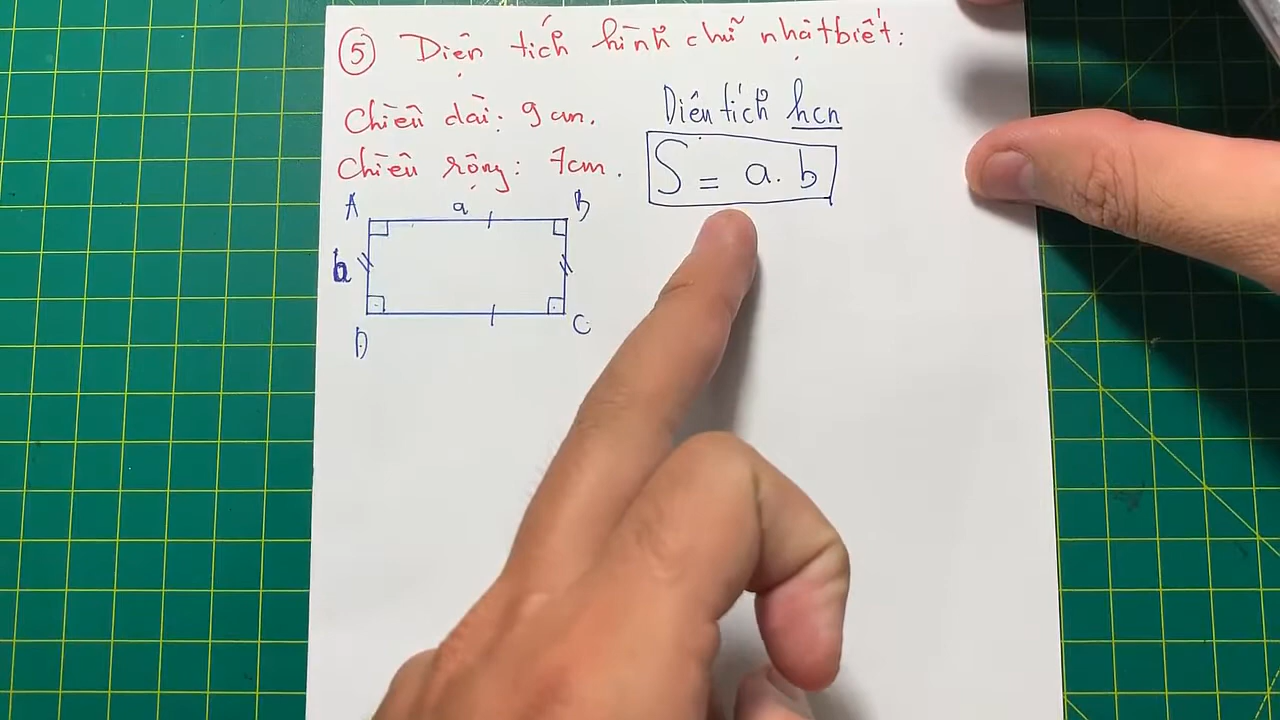 ⑤ Diện tích hình chữ nhật biết:
Chiều dài: 9 cm.
Chiều rộng: 7cm.
Diện tích hcn
S = a. b
A a B
b
D C